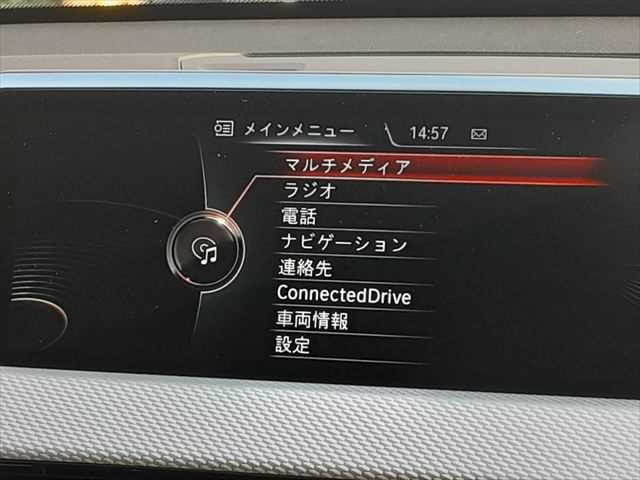 メインメニュー 14:57
マルチメディア
ラジオ
電話
ナビゲーション
連絡先
ConnectedDrive
車両情報
設定